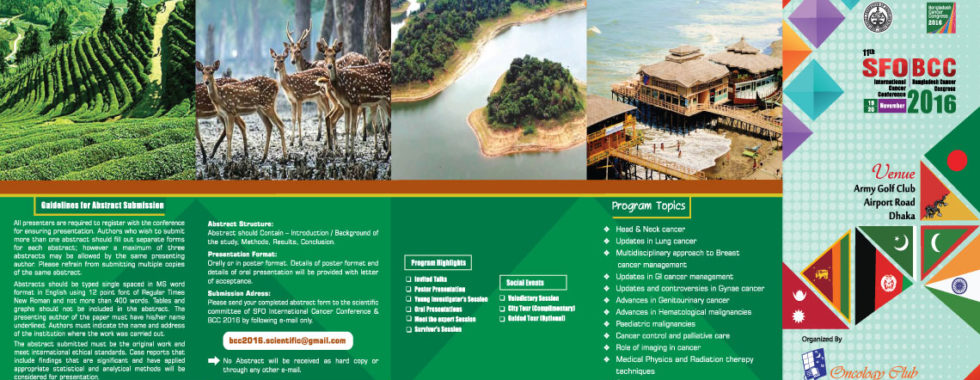 Guidelines for Abstract Submission
All presenters are required to register with the conference
for ensuring presentation. Authors who wish to submit
more than one abstract should fill out separate forms
for each abstract; however a maximum of three
abstracts may be allowed by the same presenting
author. Please refrain from submitting multiple copies
of the same abstract.
Abstracts should be typed single spaced in MS word
format in English using 12 point font of Regular Times
New Roman and not more than 400 words. Tables and
graphs should not be included in the abstract. The
presenting author of the paper must have his/her name
underlined. Authors must indicate the name and address
of the institution where the work was carried out.
The abstract submitted must be the original work and
meet international ethical standards. Case reports that
include findings that are significant and have applied
appropriate statistical and analytical methods will be
considered for presentation.
Abstract Structure:
Abstract should Contain – Introduction / Background of
the study, Methods, Results, Conclusion.
Presentation Format:
Orally or in poster format. Details of poster format and
details of oral presentation will be provided with letter
of acceptance.
Submission Adress:
Please send your completed abstract form to the scientific
committee of SFO International Cancer Conference &
BCC 2016 by following e-mail only.
bcc2016.scientific@gmail.com
No Abstract will be received as hard copy or
through any other e-mail.
Program Highlights
Invited Talks
Poster Presentation
Young Investigator's Session
Oral Presentations
Meet the expert Session
Survivor's Session
Social Events
Valedictory Session
City Tour (Complimentary)
Guided Tour (Optional)
Program Topics
Head & Neck cancer
Updates in Lung cancer
Multidisciplinary approach to Breast
cancer management
Updates in GI cancer management
Updates and controversies in Gynae cancer
Advances in Genitourinary cancer
Advances in Hematological malignancies
Paediatric malignancies
Cancer control and palliative care
Role of imaging in cancer
Medical Physics and Radiation therapy
techniques
Bangladesh
Cancer
Congress
2016
11th
SFO BCC
International
Cancer
Conference
Bangladesh Cancer
Congress
19
20
November
2016
Venue
Army Golf Club
Airport Road
Dhaka
Organized By
Oncology Club